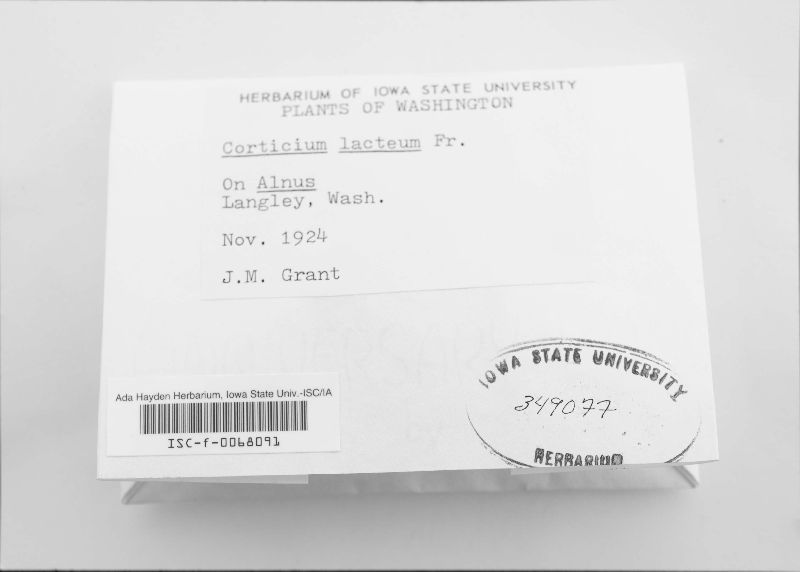 HERBARIUM OF IOWA STATE UNIVERSITY
PLANTS OF WASHINGTON
Corticium lacteum Fr.
On Alnus
Langley, Wash.
Nov. 1924
J.M. Grant
Ada Hayden Herbarium, Iowa State Univ.-ISC/IA
ISC-f-0068091
IOWA STATE UNIVERSITY
349077
HERBARIUM